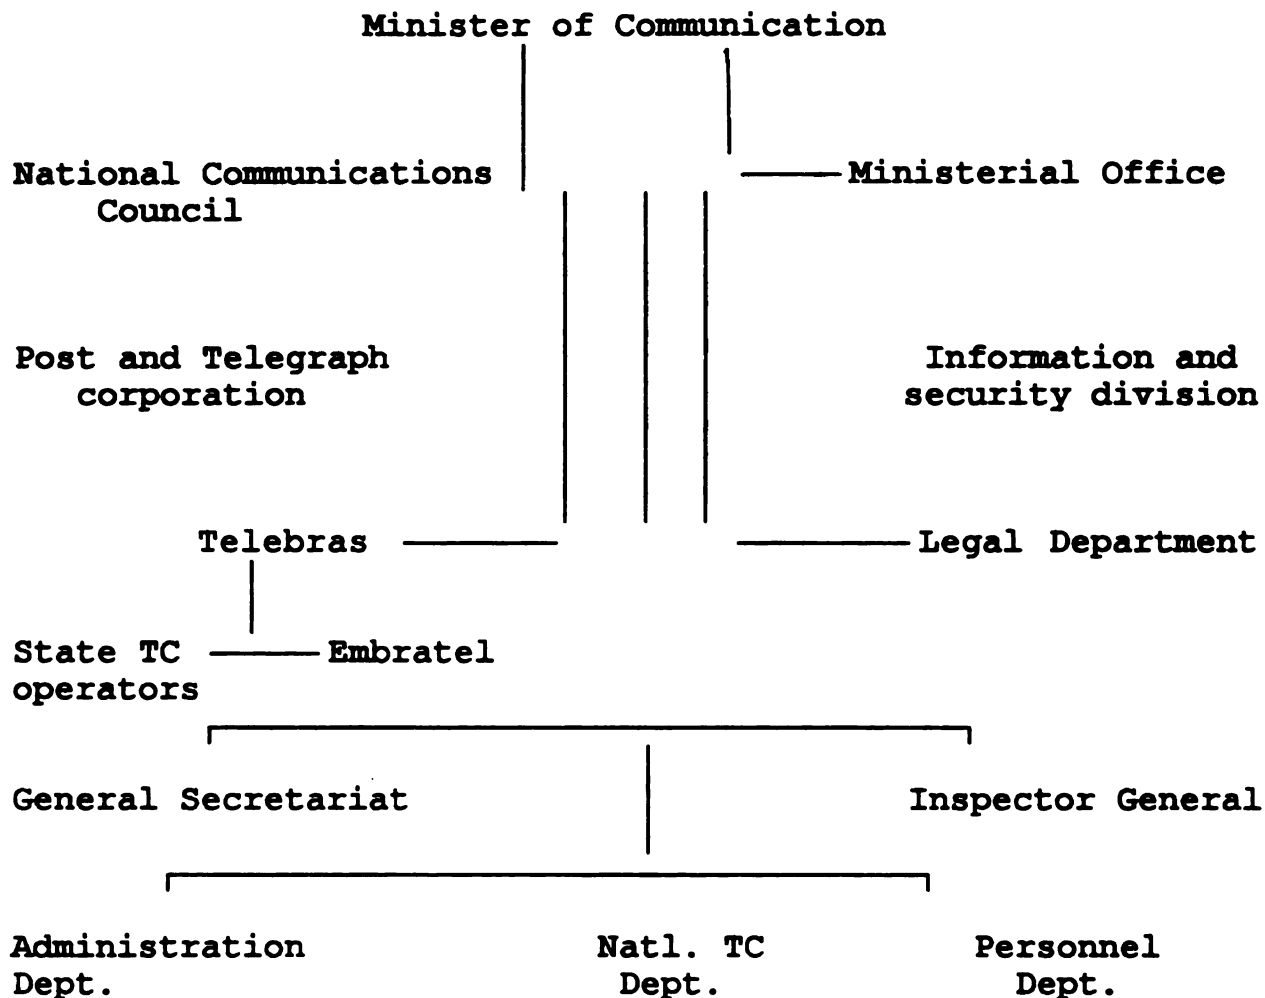 Minister of Communication
National Communications
Council
Ministerial Office
Post and Telegraph
corporation
Information and
security division
Telebras
Legal Department
State TC
operators
Embratel
General Secretariat
Inspector General
Administration
Dept.
Natl. TC
Dept.
Personnel
Dept.